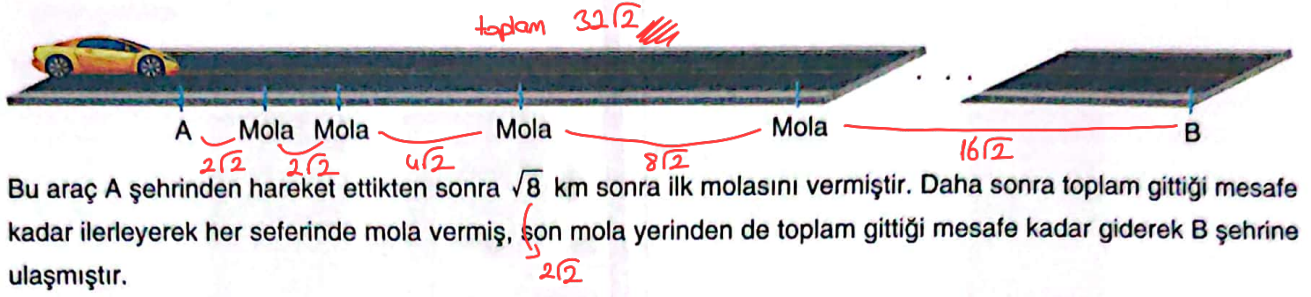 toplam 32√2
...
A Mola Mola Mola Mola B
2√2 2√2 4√2 8√2 16√2
Bu araç A şehrinden hareket ettikten sonra √8 km sonra ilk molasını vermiştir. Daha sonra toplam gittiği mesafe
kadar ilerleyerek her seferinde mola vermiş, son mola yerinden de toplam gittiği mesafe kadar giderek B şehrine
2√2
ulaşmıştır.